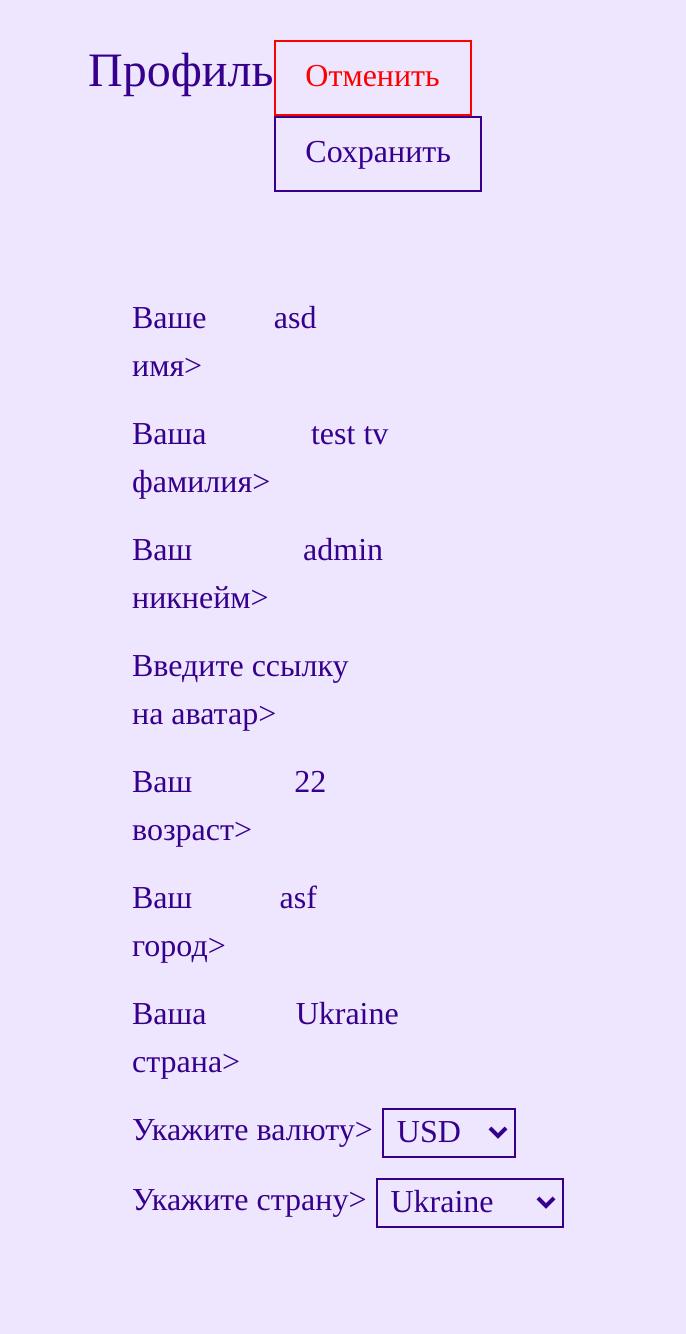 Профиль Отменить
Сохранить
Ваше asd
имя>
Ваша test tv
фамилия>
Ваш admin
никнейм>
Введите ссылку
на аватар>
Ваш 22
возраст>
Ваш asf
город>
Ваша Ukraine
страна>
Укажите валюту> USD
Укажите страну> Ukraine